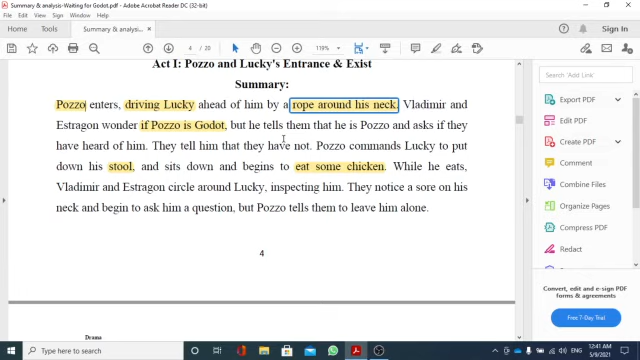 Summary & analysis-Waiting for Godot.pdf - Adobe Acrobat Reader DC (32-bit)
File Edit View Sign Window Help
Home Tools Summary & analysis-... × Sign In
4 / 20 118%
Act I: Pozzo and Lucky's Entrance & Exist
Summary:
Pozzo enters, driving Lucky ahead of him by a rope around his neck. Vladimir and
Estragon wonder if Pozzo is Godot, but he tells them that he is Pozzo and asks if they
have heard of him. They tell him that they have not. Pozzo commands Lucky to put
down his stool, and sits down and begins to eat some chicken. While he eats,
Vladimir and Estragon circle around Lucky, inspecting him. They notice a sore on his
neck and begin to ask him a question, but Pozzo tells them to leave him alone.
4
Drama
Search 'Add Link'
Export PDF
Edit PDF
Create PDF
Comment
Combine Files
Organize Pages
Compress PDF
Redact
Convert, edit and e-sign PDF
forms & agreements
Free 7-Day Trial
Type here to search
ENG
12:41 AM
5/9/2021